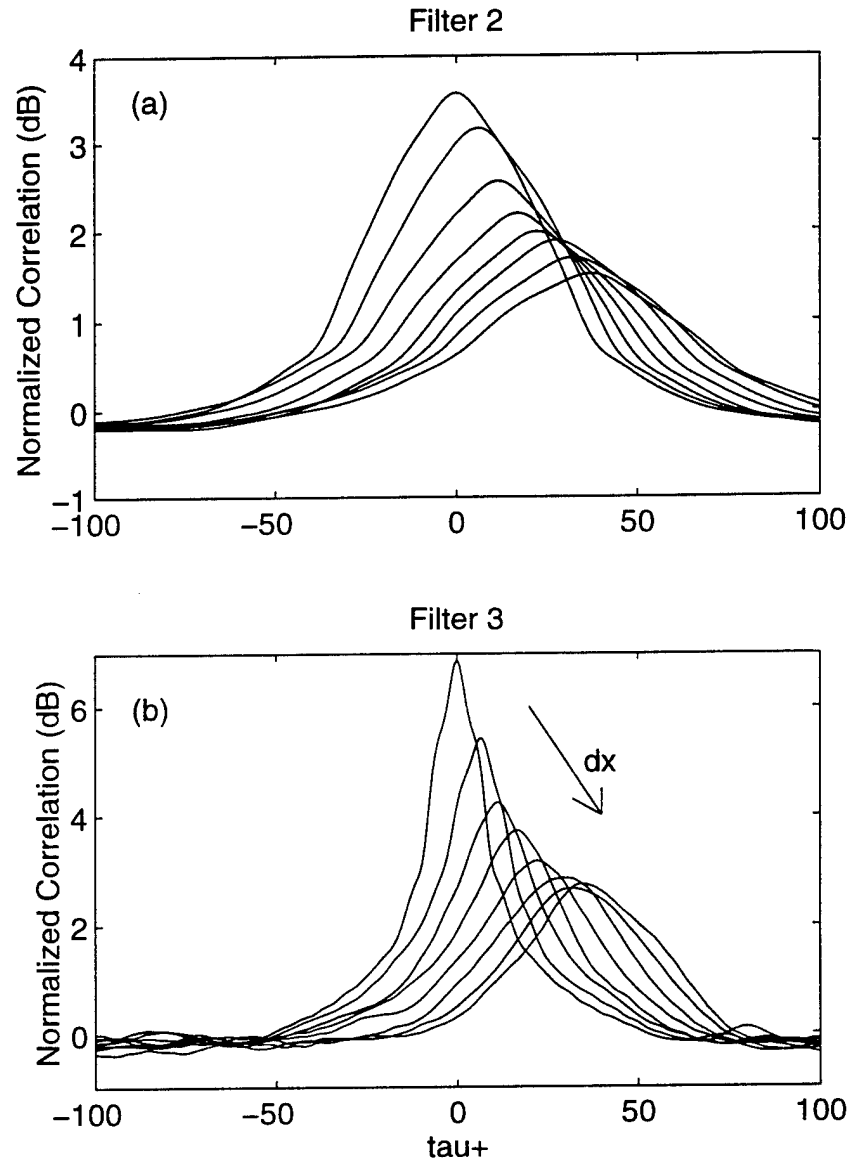 Filter 2
(a)
Normalized Correlation (dB)
4
3
2
1
0
−1
−100
−50
0
50
100
Filter 3
(b)
dx
Normalized Correlation (dB)
6
4
2
0
−100
−50
0
50
100
tau+